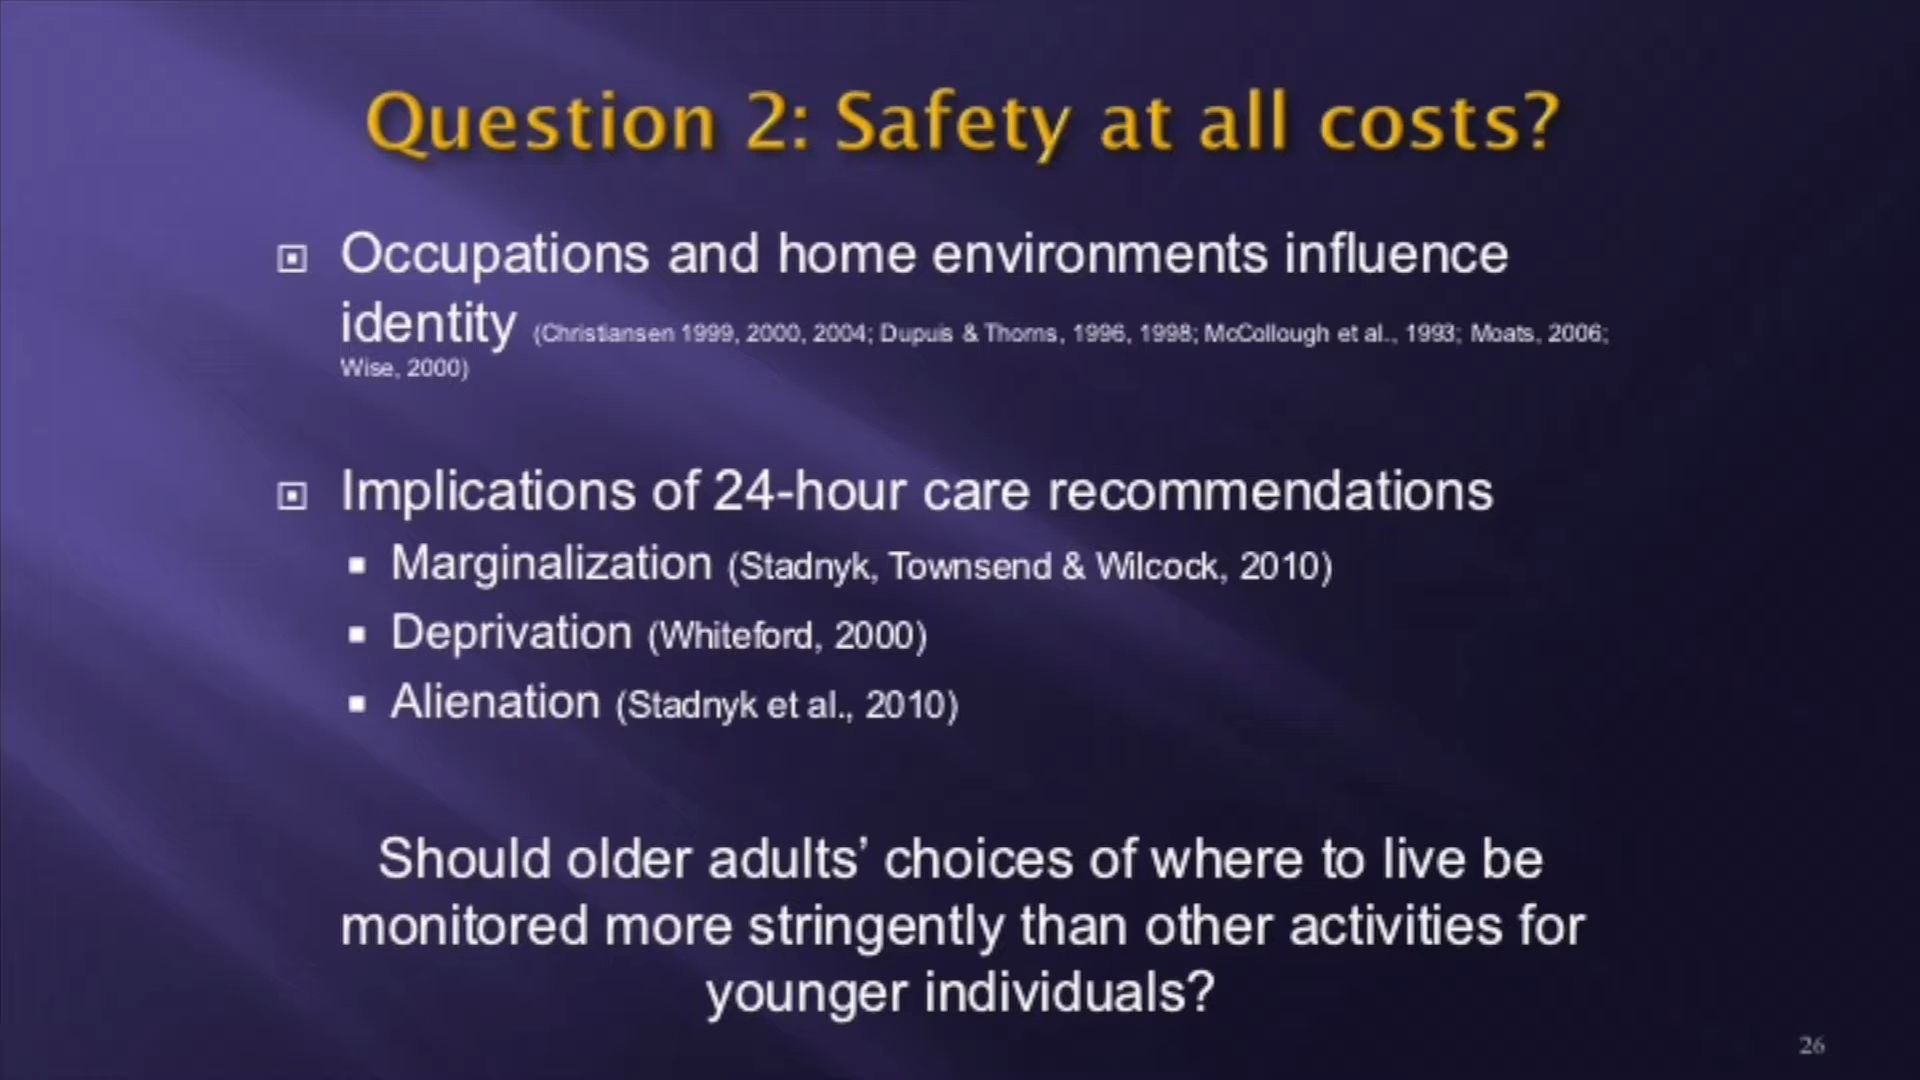 Question 2: Safety at all costs?
Occupations and home environments influence
identity (Christiansen 1999, 2000, 2004; Dupuis & Thorns, 1996, 1998; McCollough et al., 1993; Moats, 2006;
Wise, 2000)
Implications of 24-hour care recommendations
Marginalization (Stadnyk, Townsend & Wilcock, 2010)
Deprivation (Whiteford, 2000)
Alienation (Stadnyk et al., 2010)
Should older adults’ choices of where to live be
monitored more stringently than other activities for
younger individuals?
26